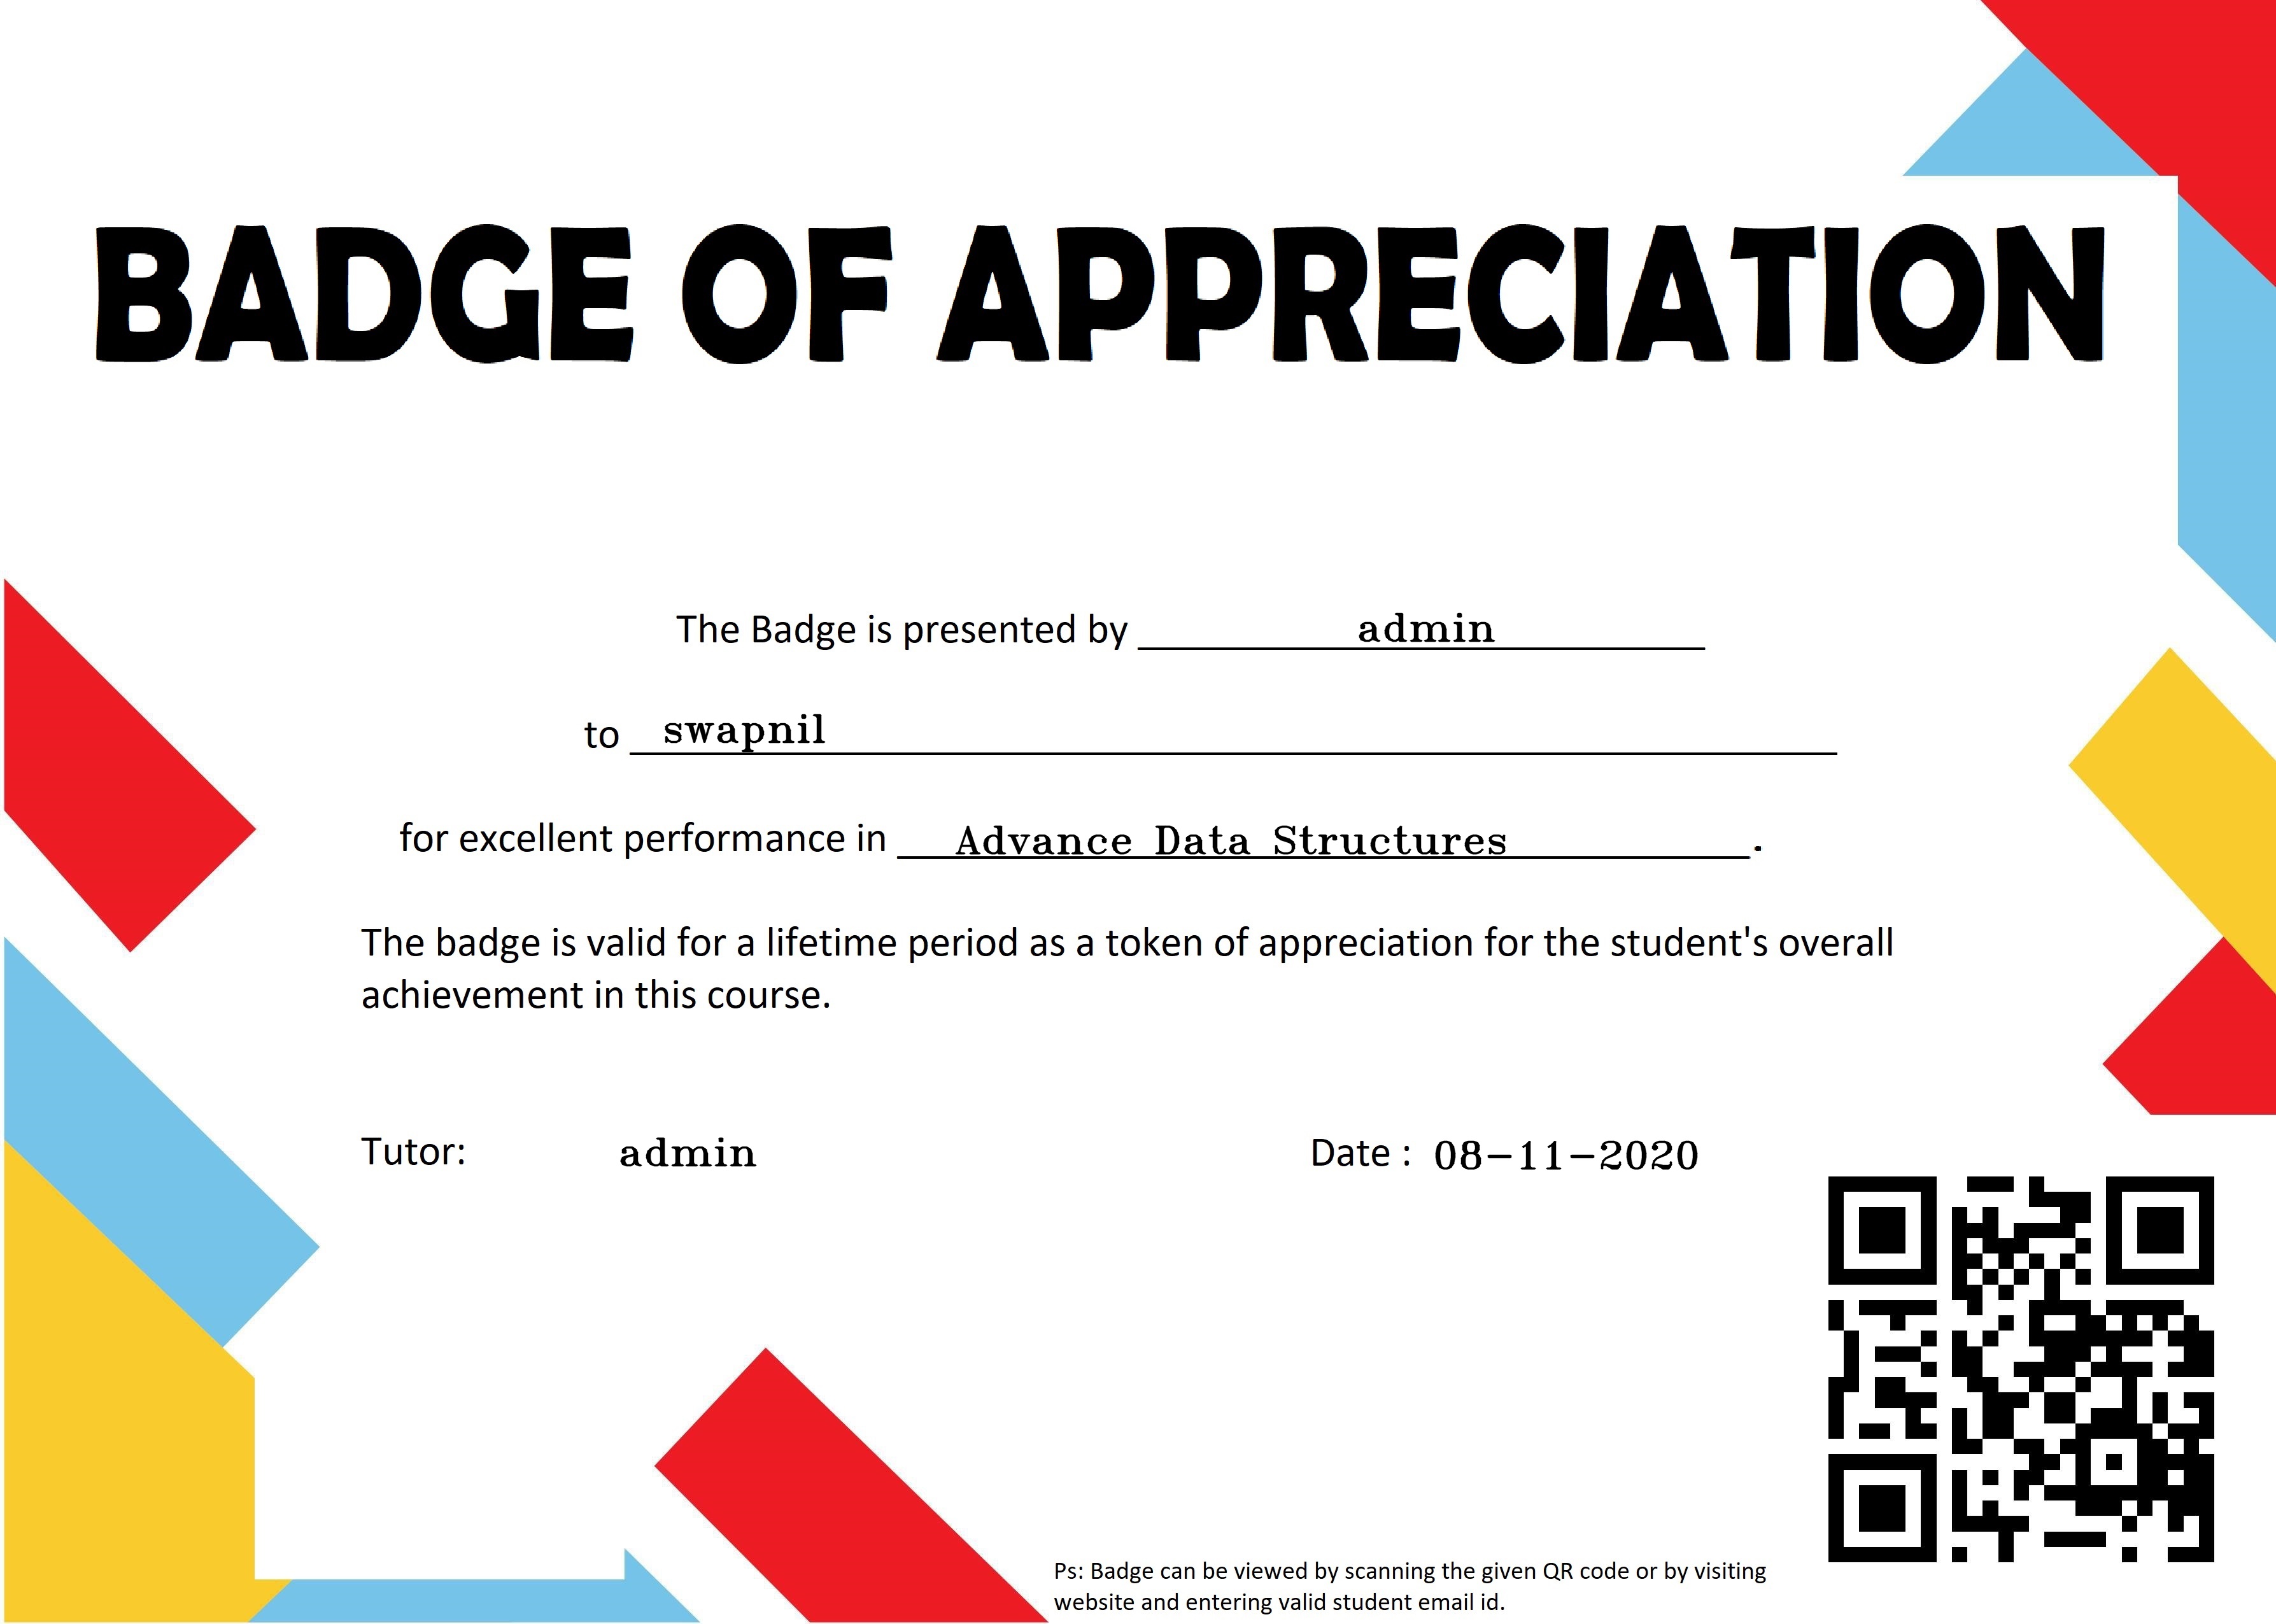 BADGE OF APPRECIATION
The Badge is presented by admin
to swapnil
for excellent performance in Advance Data Structures .
The badge is valid for a lifetime period as a token of appreciation for the student's overall
achievement in this course.
Tutor: admin Date : 08-11-2020
Ps: Badge can be viewed by scanning the given QR code or by visiting
website and entering valid student email id.